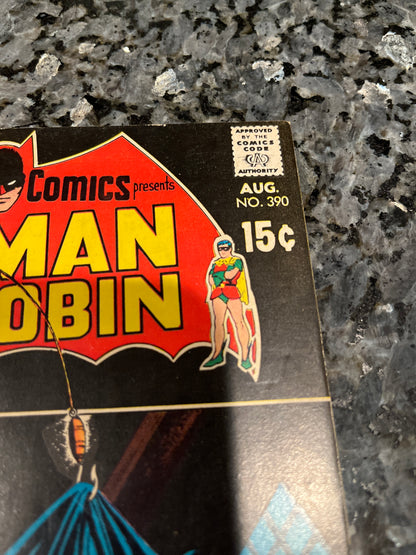 APPROVED
BY THE
COMICS
CODE
CA
AUTHORITY
Comics presents
AUG.
NO. 390
15¢
MAN
OBIN